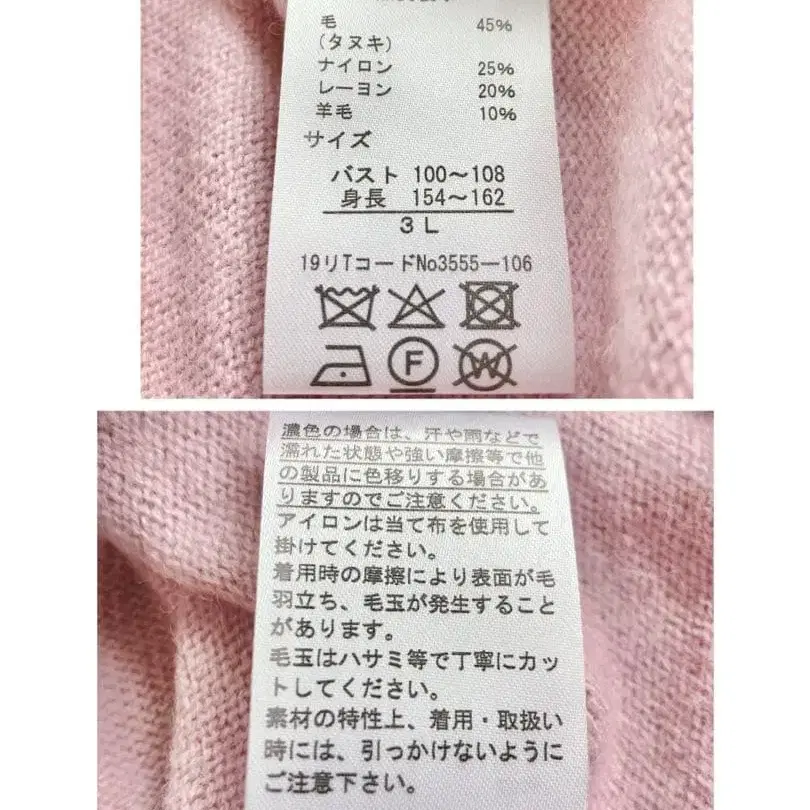 毛 45%
(タヌキ)
ナイロン 25%
レーヨン 20%
羊毛 10%
サイズ
バスト 100〜108
身長 154〜162
3L
19リTコードNo3555-106
F
W
濃色の場合は、汗や雨などで
濡れた状態や強い摩擦等で他
の製品に色移りする場合があ
りますのでご注意ください。
アイロンは当て布を使用して
掛けてください。
着用時の摩擦により表面が毛
羽立ち、毛玉が発生すること
があります。
毛玉はハサミ等で丁寧にカッ
トしてください。
素材の特性上、着用・取扱い
時には、引っかけないように
ご注意下さい。